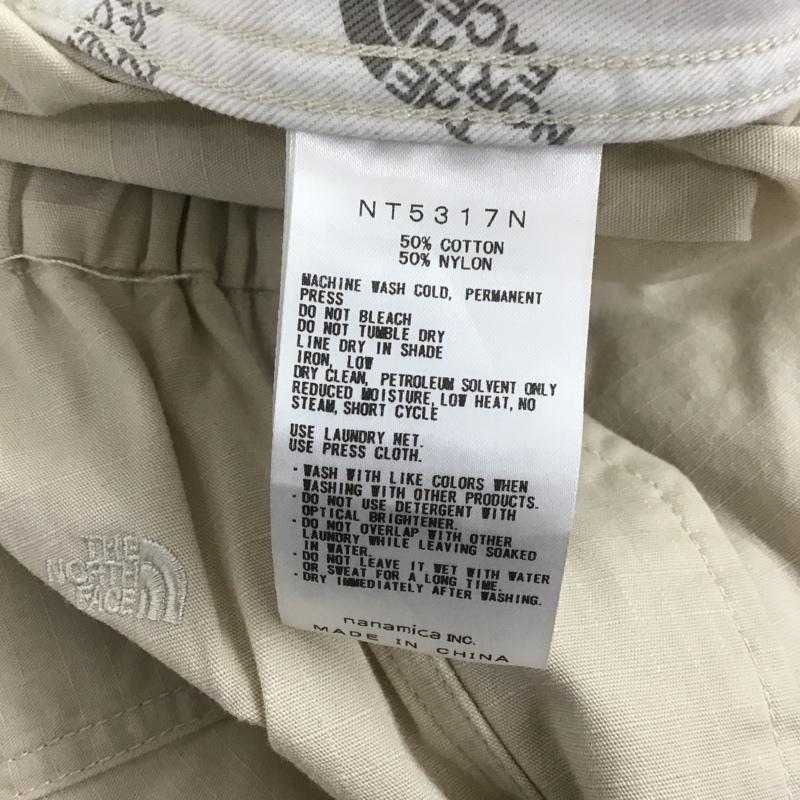 THE
NORTH
FACE
NT5317N
50% COTTON
50% NYLON
MACHINE WASH COLD, PERMANENT
PRESS
DO NOT BLEACH
DO NOT TUMBLE DRY
LINE DRY IN SHADE
IRON, LOW
DRY CLEAN, PETROLEUM SOLVENT ONLY
REDUCED MOISTURE, LOW HEAT, NO
STEAM, SHORT CYCLE
USE LAUNDRY NET.
USE PRESS CLOTH.
・WASH WITH LIKE COLORS WHEN
WASHING WITH OTHER PRODUCTS.
・DO NOT USE DETERGENT WITH
OPTICAL BRIGHTENER.
・DO NOT OVERLAP WITH OTHER
LAUNDRY WHILE LEAVING SOAKED
IN WATER.
・DO NOT LEAVE IT WET WITH WATER
OR SWEAT FOR A LONG TIME.
・DRY IMMEDIATELY AFTER WASHING.
nanamica INC.
MADE IN CHINA
THE
NORTH
FACE